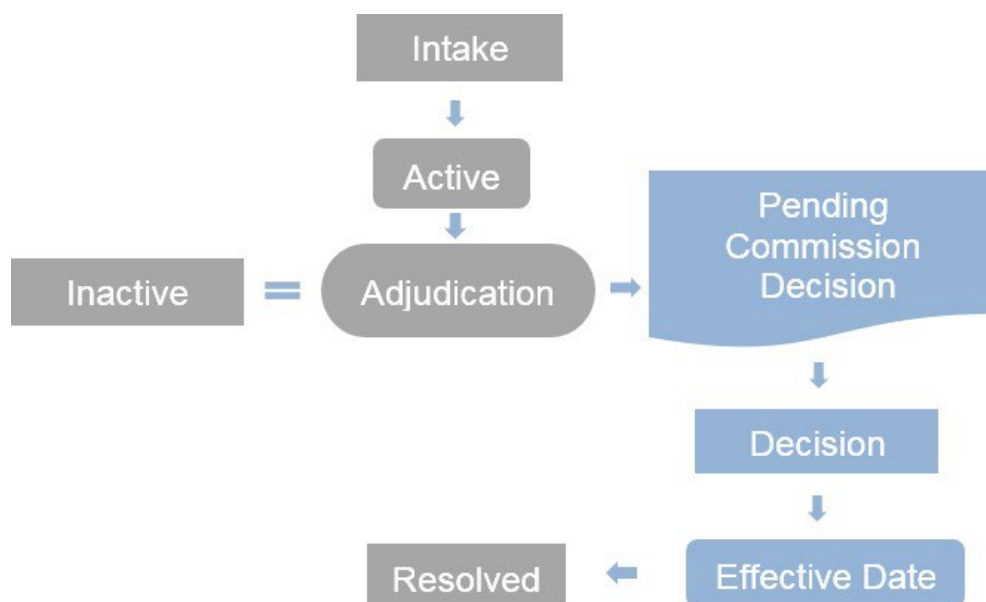 Intake
Active
Inactive
Adjudication
Pending
Commission
Decision
Decision
Effective Date
Resolved